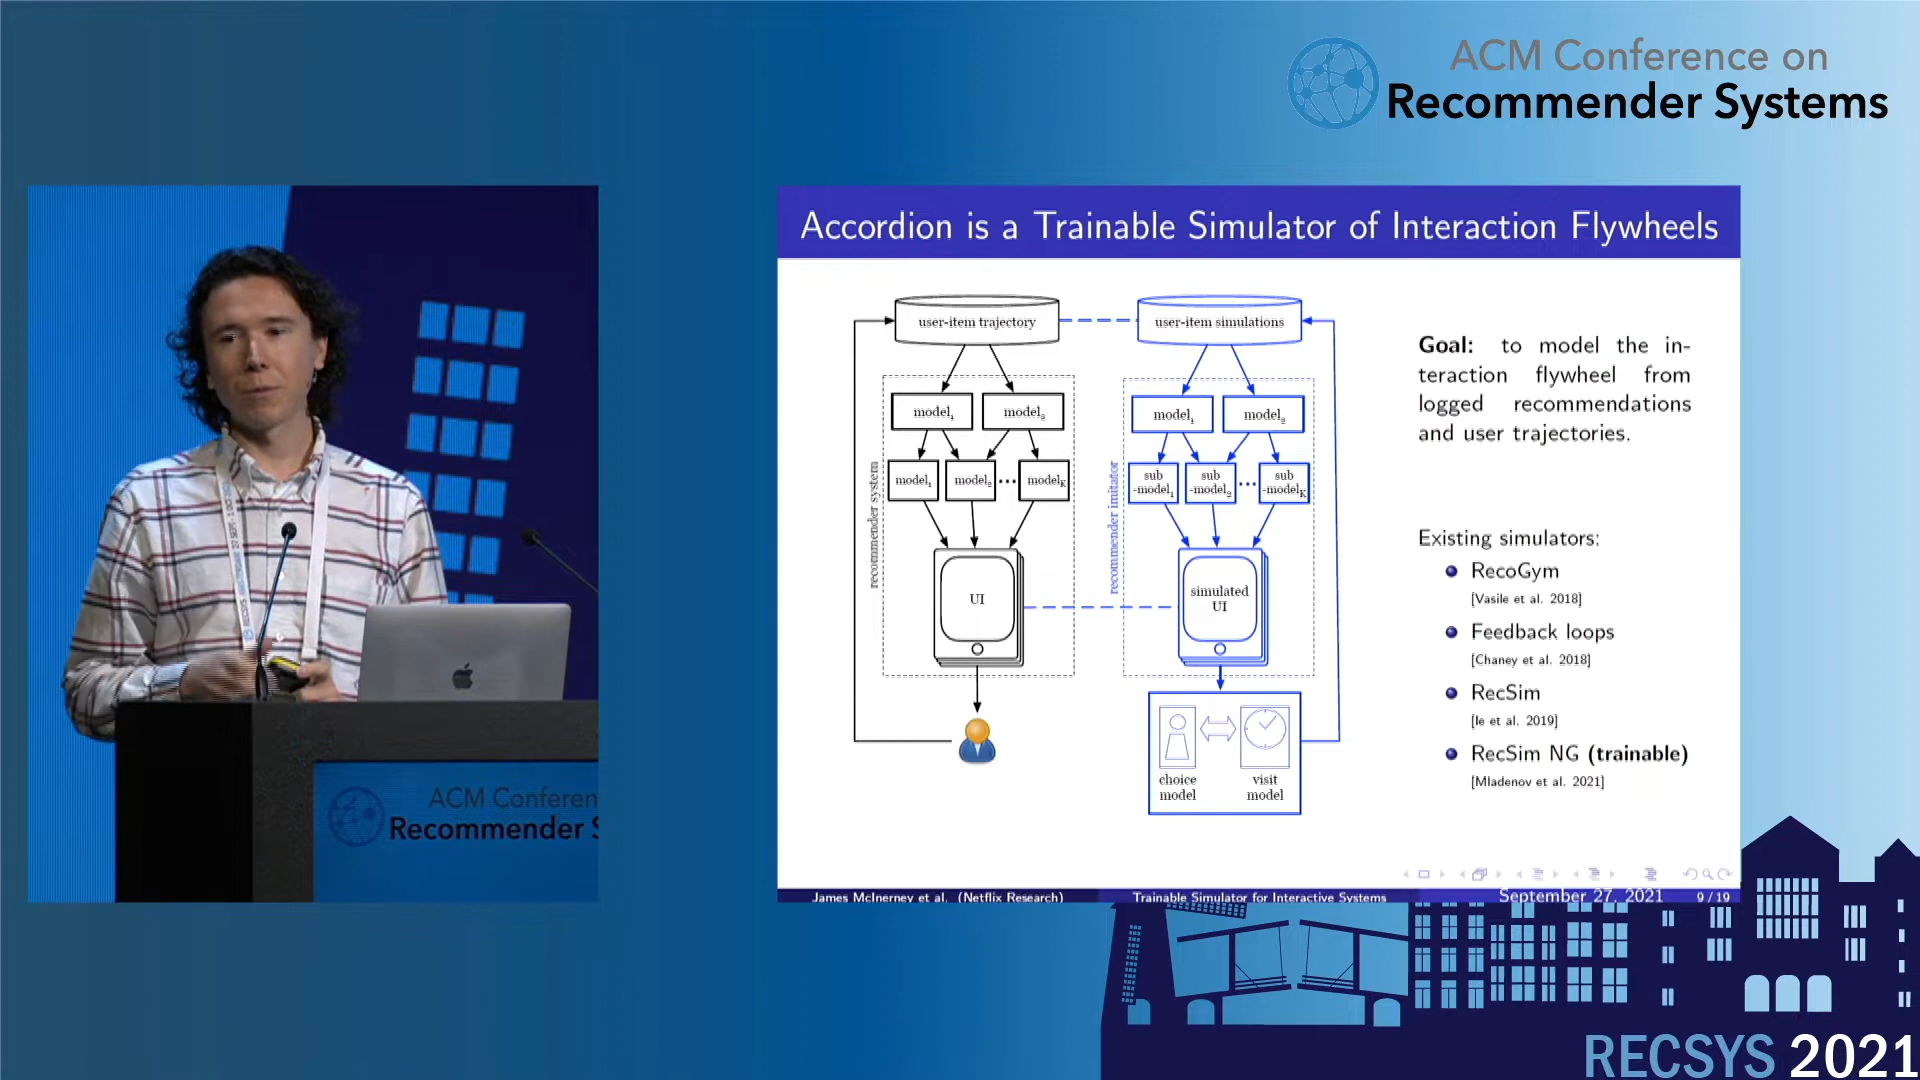 ACM Conference on
Recommender Systems
Accordion is a Trainable Simulator of Interaction Flywheels
user-item trajectory
user-item simulations
model1
model2
model1
model2
model1
model2
...
modelK
sub
-model1
sub
-model2
...
sub
-modelK
recommender system
recommender imitator
UI
simulated
UI
choice
model
visit
model
Goal: to model the in-
teraction flywheel from
logged recommendations
and user trajectories.
Existing simulators:
RecoGym
[Vasile et al. 2018]
Feedback loops
[Chaney et al. 2018]
RecSim
[Ie et al. 2019]
RecSim NG (trainable)
[Mladenov et al. 2021]
James McInerney et al. (Netflix Research)
Trainable Simulator for Interactive Systems
September 27, 2021
9 / 19
ACM Conferen
Recommender S
RECSYS 2021